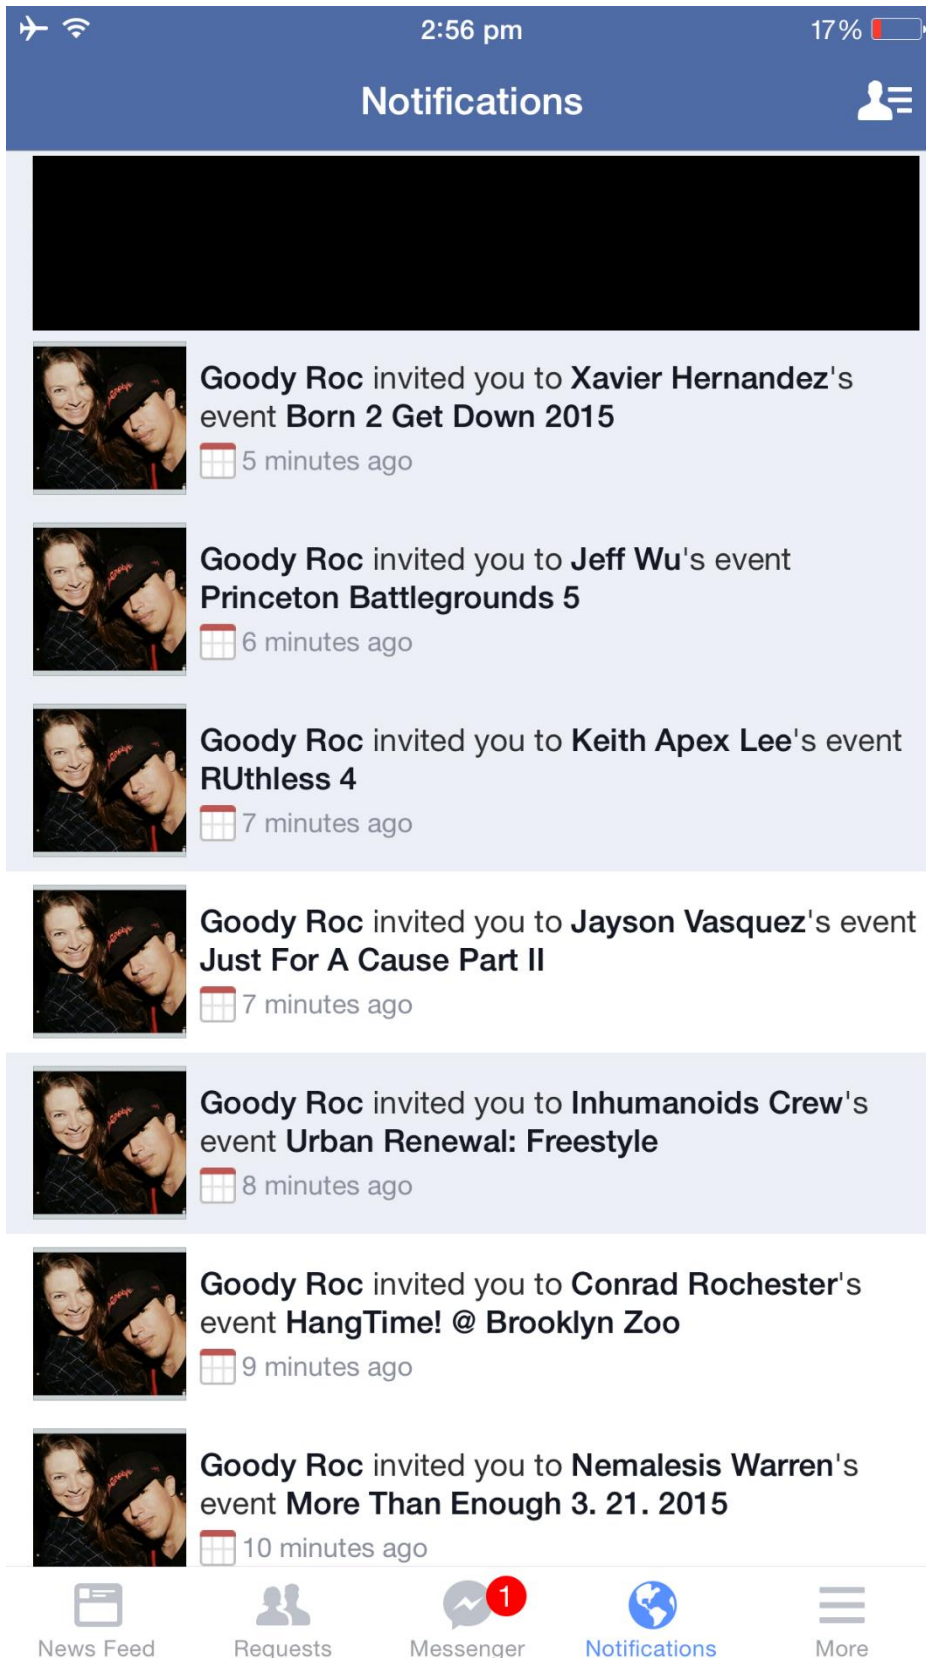 2:56 pm
17%
Notifications
Goody Roc invited you to Xavier Hernandez's
event Born 2 Get Down 2015
5 minutes ago
Goody Roc invited you to Jeff Wu's event
Princeton Battlegrounds 5
6 minutes ago
Goody Roc invited you to Keith Apex Lee's event
RUthless 4
7 minutes ago
Goody Roc invited you to Jayson Vasquez's event
Just For A Cause Part II
7 minutes ago
Goody Roc invited you to Inhumanoids Crew's
event Urban Renewal: Freestyle
8 minutes ago
Goody Roc invited you to Conrad Rochester's
event HangTime! @ Brooklyn Zoo
9 minutes ago
Goody Roc invited you to Nemalesis Warren's
event More Than Enough 3. 21. 2015
10 minutes ago
1
News Feed
Requests
Messenger
Notifications
More